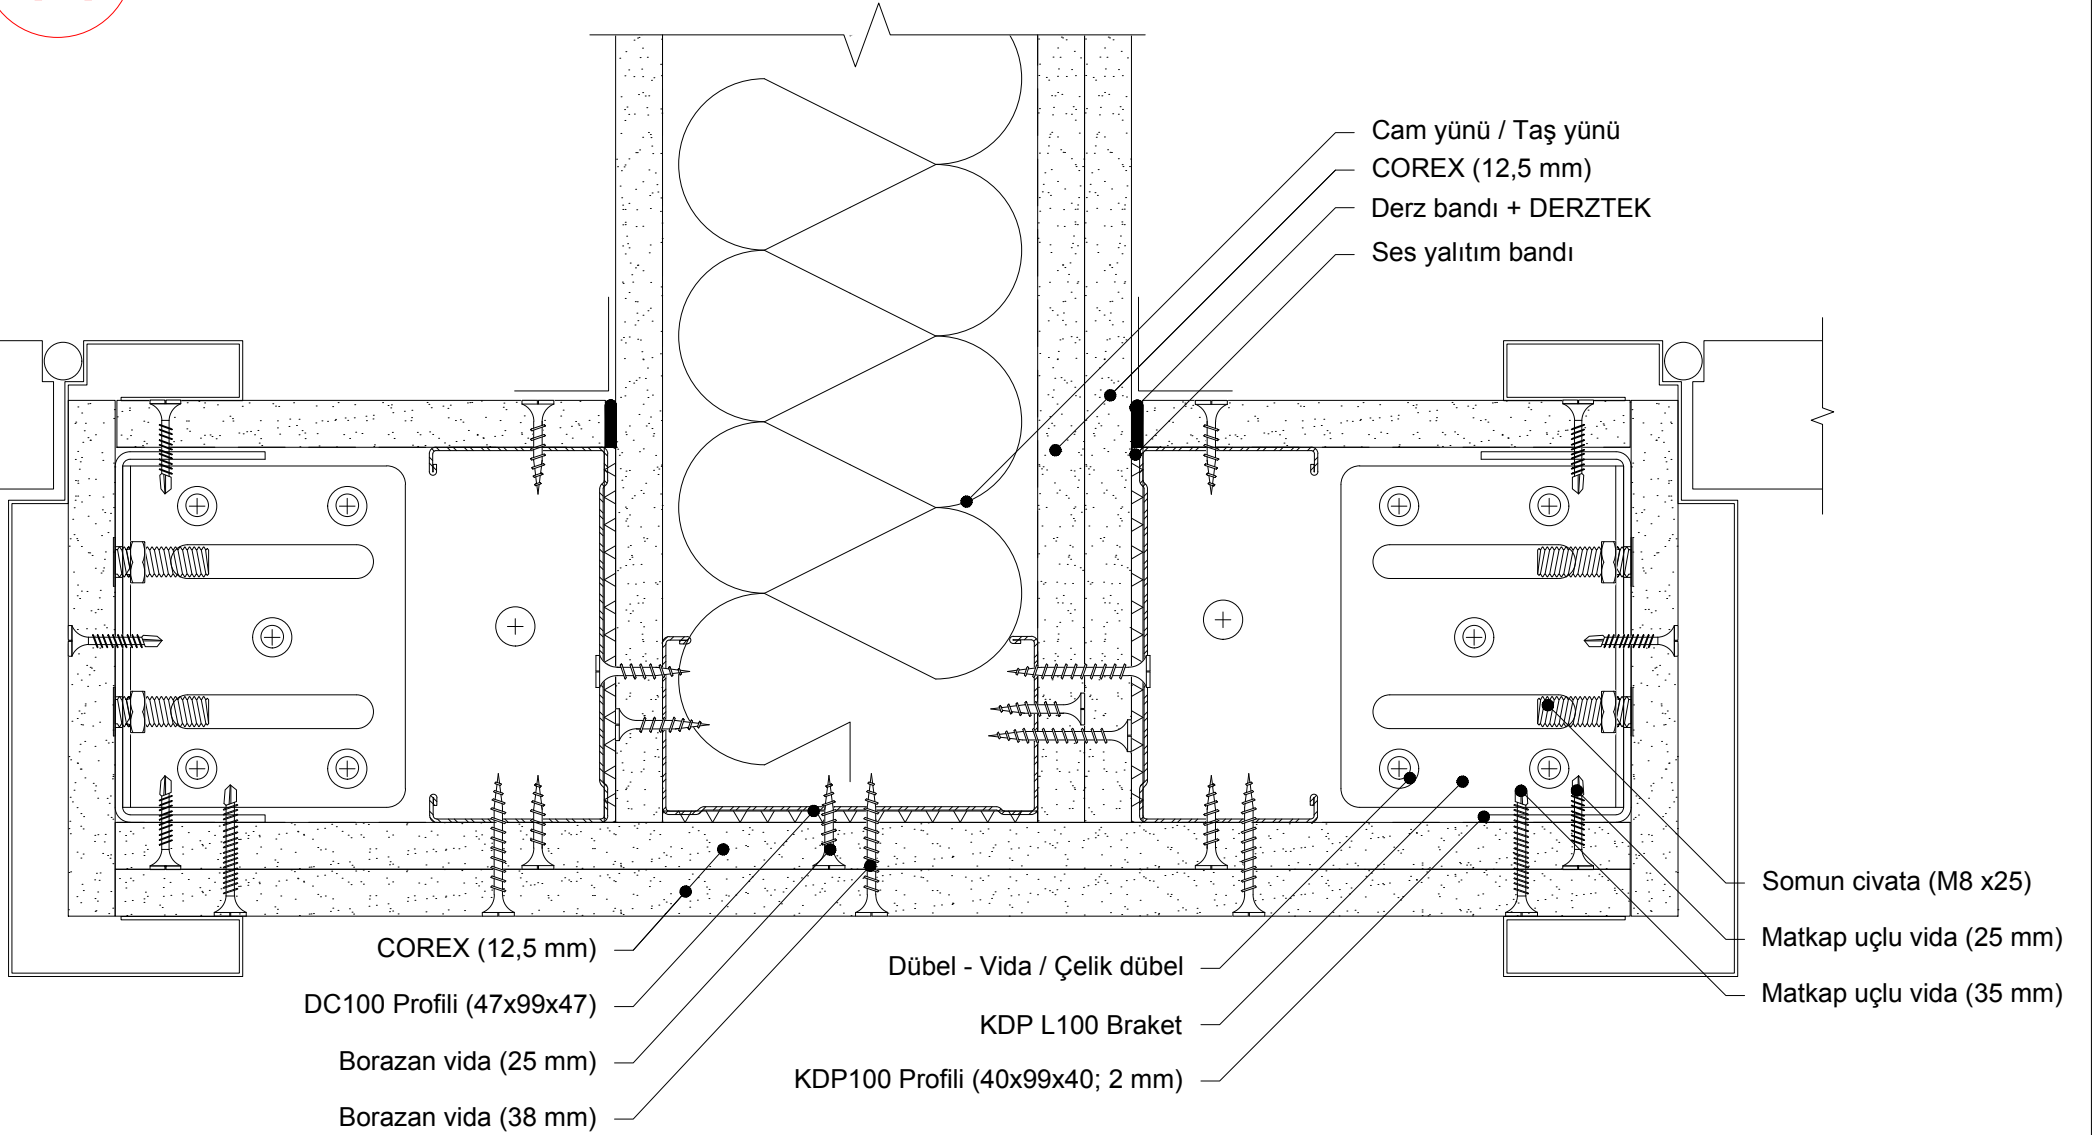 Cam yünü / Taş yünü
COREX (12,5 mm)
Derz bandı + DERZTEK
Ses yalıtım bandı
Somun civata (M8 x25)
Matkap uçlu vida (25 mm)
Matkap uçlu vida (35 mm)
COREX (12,5 mm)
DC100 Profili (47x99x47)
Borazan vida (25 mm)
Borazan vida (38 mm)
Dübel - Vida / Çelik dübel
KDP L100 Braket
KDP100 Profili (40x99x40; 2 mm)